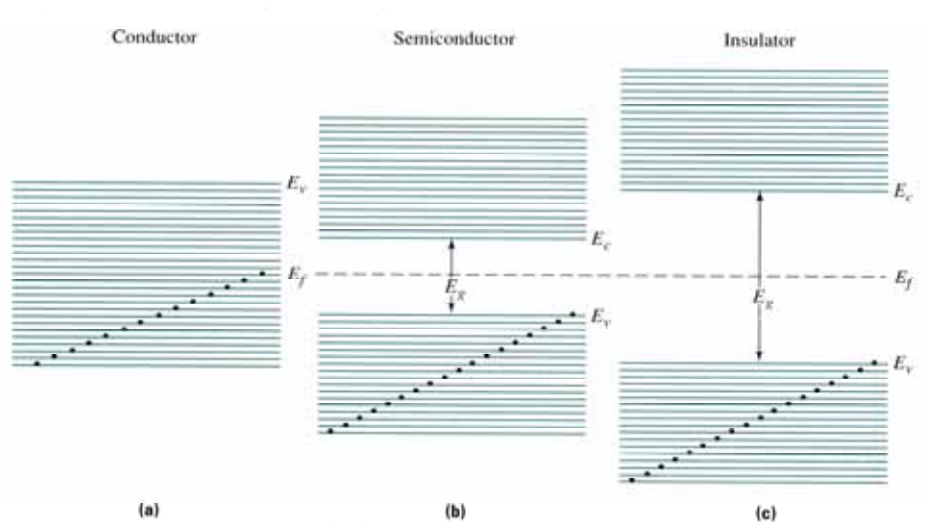 Conductor
Semiconductor
Insulator
E_v
E_f
E_c
E_g
E_v
E_c
E_f
E_g
E_v
(a)
(b)
(c)